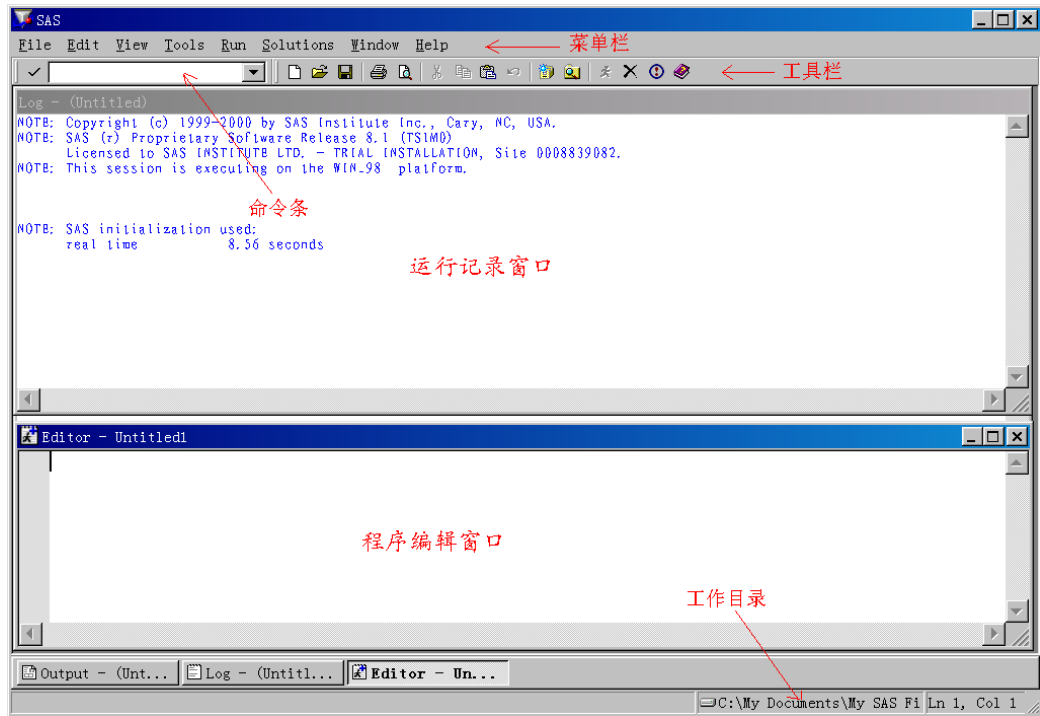 SAS
File Edit View Tools Run Solutions Window Help
菜单栏
工具栏
Log - (Untitled)
NOTE: Copyright (c) 1999-2000 by SAS Institute Inc., Cary, NC, USA.
NOTE: SAS (r) Proprietary Software Release 8.1 (TS1M0)
Licensed to SAS INSTITUTE LTD. - TRIAL INSTALLATION, Site 0008839082.
NOTE: This session is executing on the WIN_98 platform.
命令条
NOTE: SAS initialization used:
real time 8.56 seconds
运行记录窗口
Editor - Untitled1
程序编辑窗口
工作目录
Output - (Unt...
Log - (Untitl...
Editor - Un...
C:\My Documents\My SAS Fi
Ln 1, Col 1